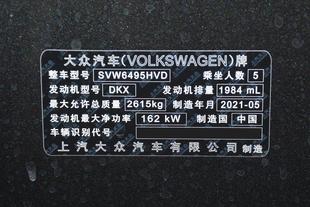 大众汽车(VOLKSWAGEN)牌
整车型号 SVW6495HVD 乘坐人数 5
发动机型号 DKX 发动机排量 1984 mL
最大允许总质量 2615kg 制造年月 2021-05
发动机最大净功率 162 kW 制造国 中国
车辆识别代号
上汽大众汽车有限公司 制造